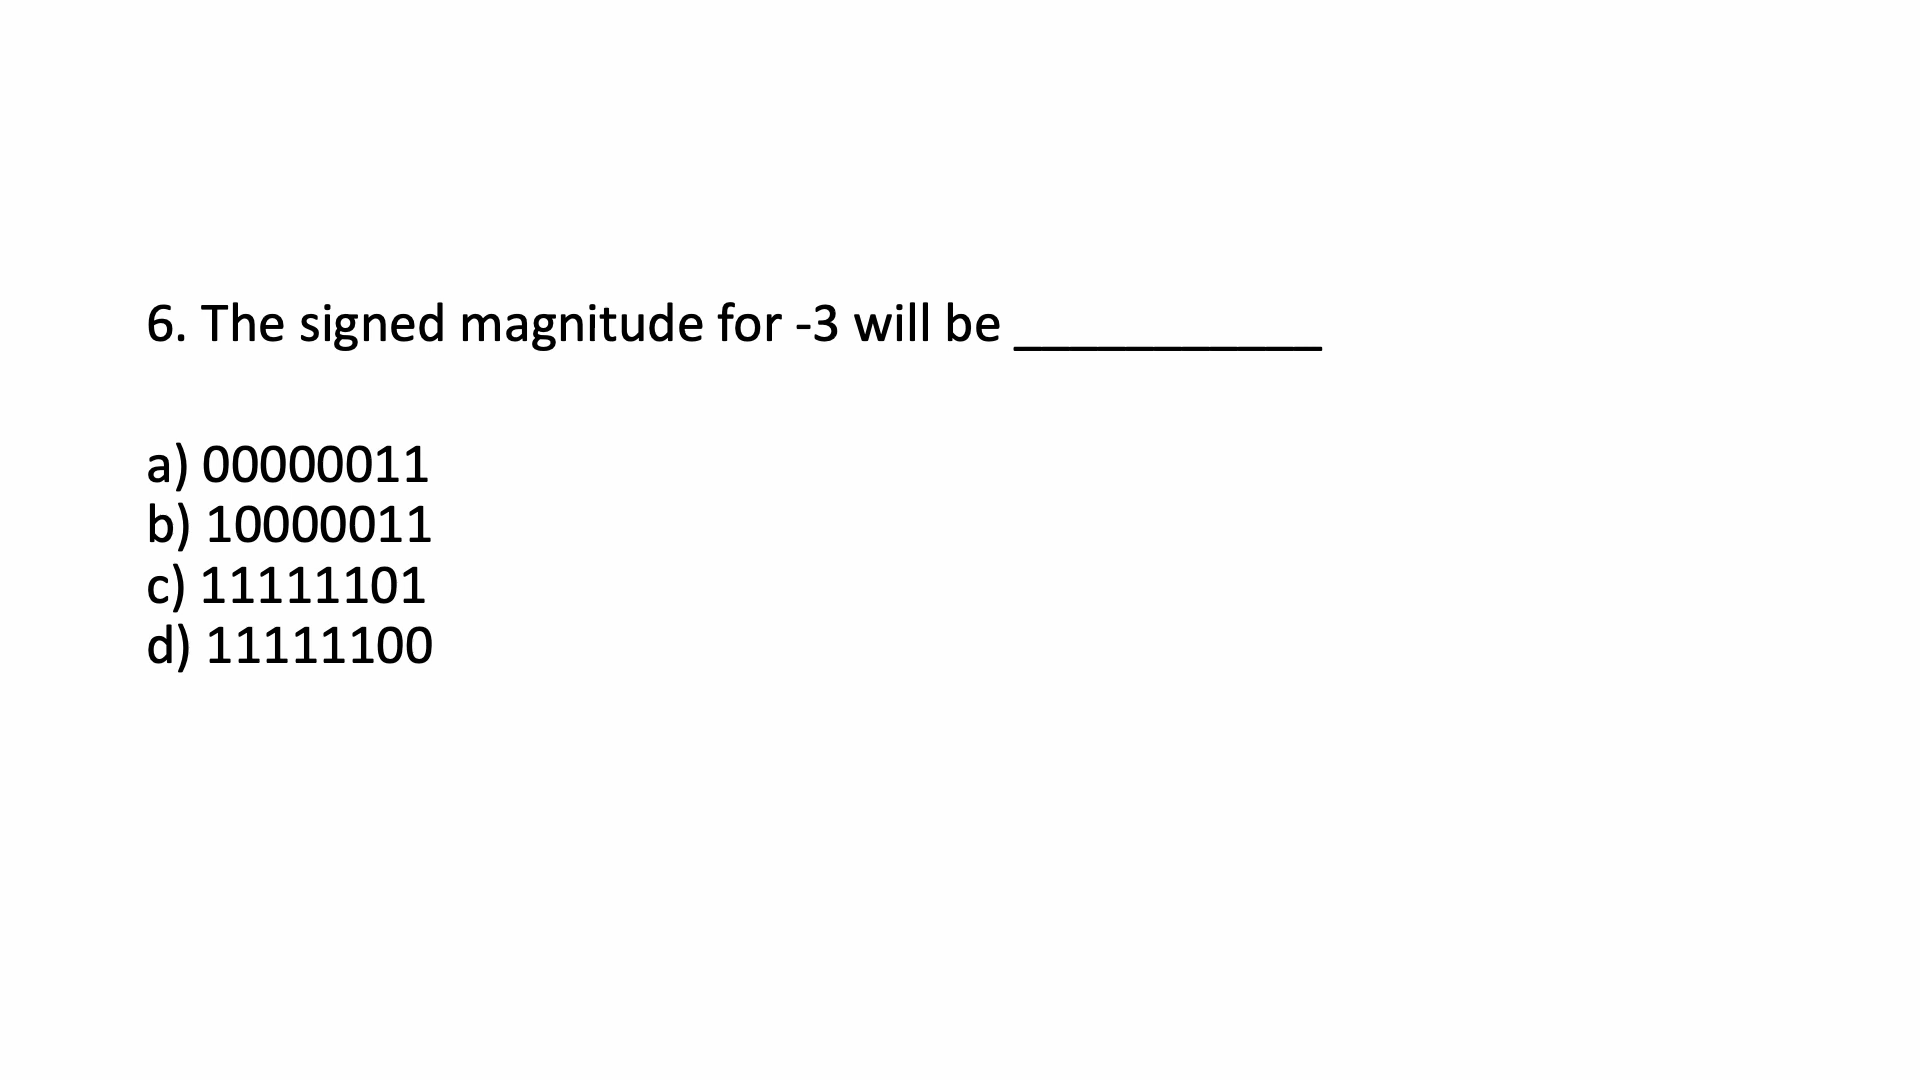 6. The signed magnitude for -3 will be ___________
a) 00000011
b) 10000011
c) 11111101
d) 11111100